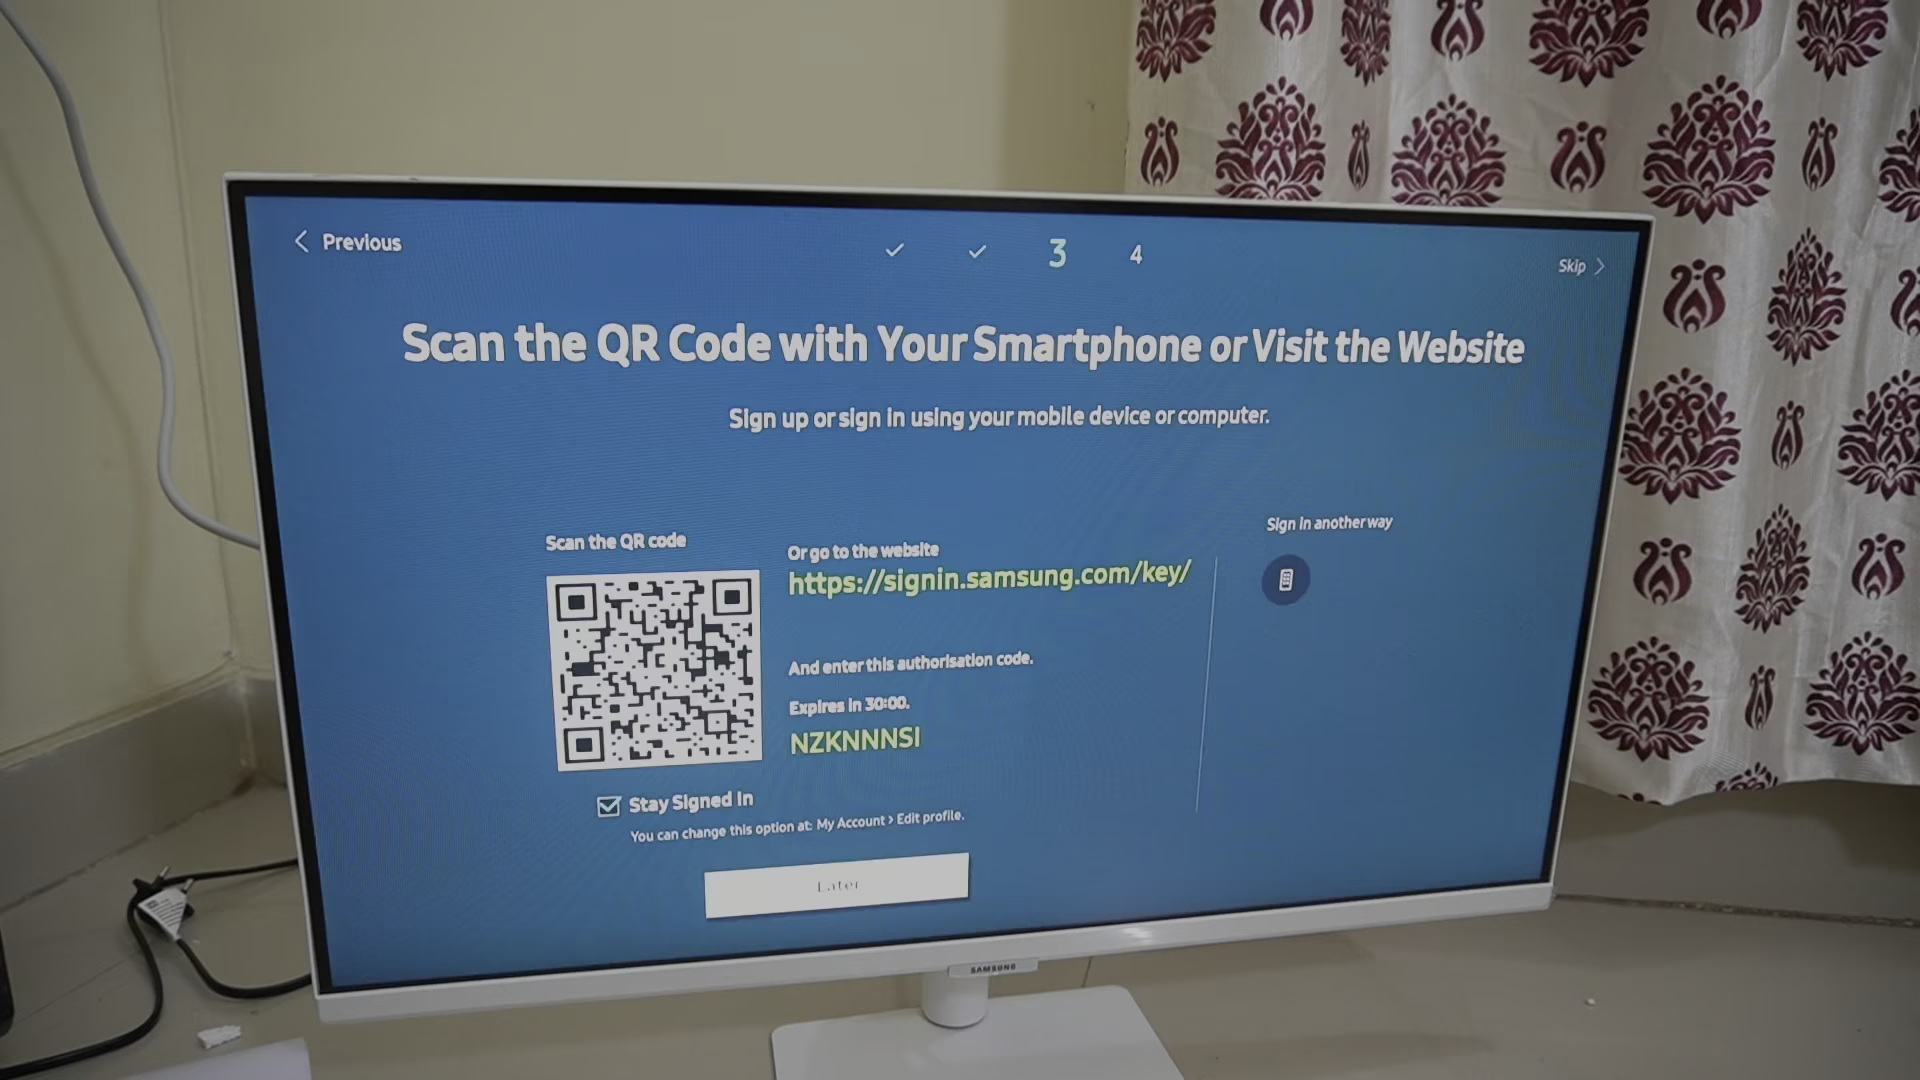 Previous
3
4
Skip
Scan the QR Code with Your Smartphone or Visit the Website
Sign up or sign in using your mobile device or computer.
Scan the QR code
Or go to the website
https://signin.samsung.com/key/
And enter this authorisation code.
Expires in 30:00.
NZKNNNSI
Sign in another way
Stay Signed In
You can change this option at: My Account > Edit profile.
Later
SAMSUNG